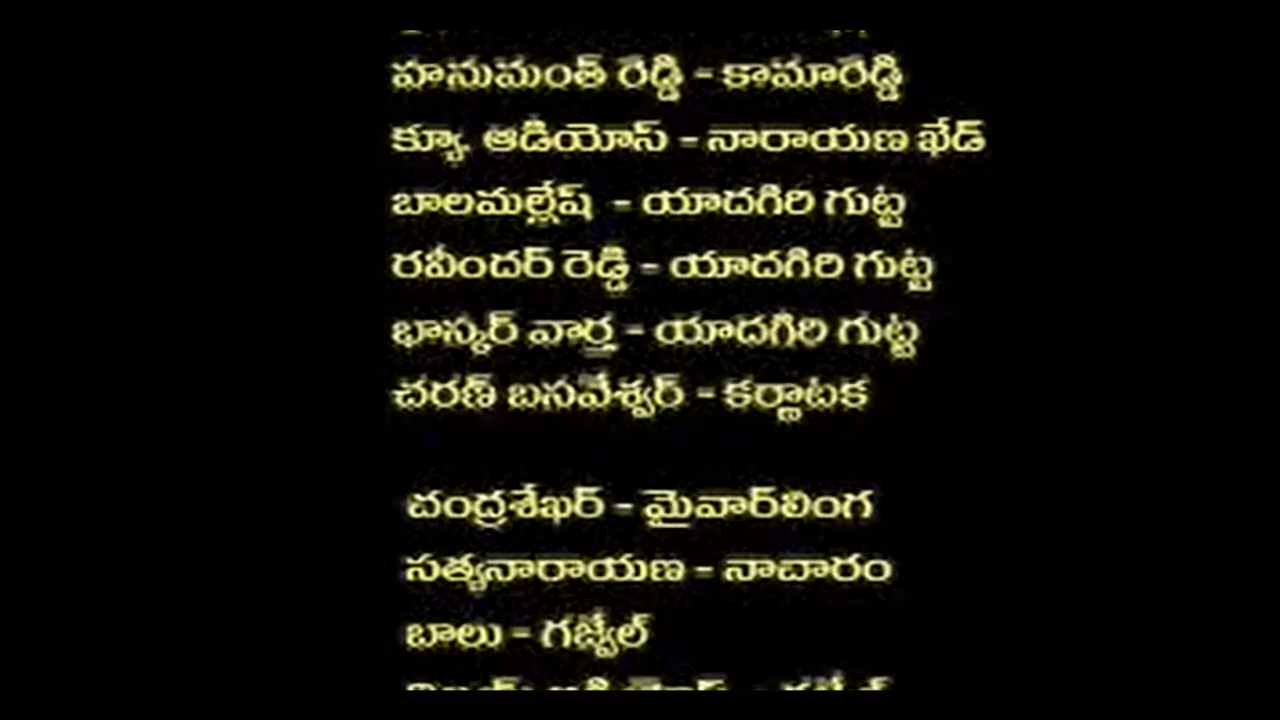 హనుమంత్ రెడ్డి - కామారెడ్డి
క్యూ. ఆడియోస్ - నారాయణ ఖేడ్
బాలమల్లేష్ - యాదగిరి గుట్ట
రవీందర్ రెడ్డి - యాదగిరి గుట్ట
భాస్కర్ వార్త - యాదగిరి గుట్ట
చరణ్ బసవేశ్వర్ - కర్ణాటక
చంద్రశేఖర్ - మైవార్‌లింగ
సత్యనారాయణ - నాచారం
బాలు - గజ్వేల్